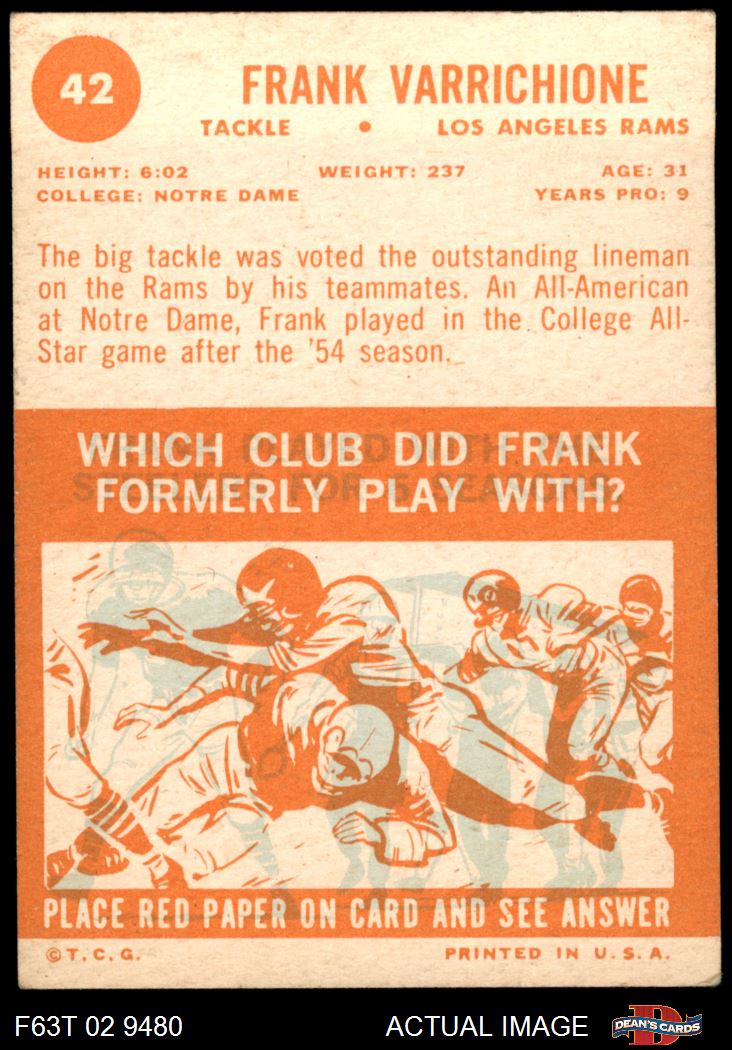 42
FRANK VARRICHIONE
TACKLE • LOS ANGELES RAMS
HEIGHT: 6:02 WEIGHT: 237 AGE: 31
COLLEGE: NOTRE DAME YEARS PRO: 9
The big tackle was voted the outstanding lineman
on the Rams by his teammates. An All-American
at Notre Dame, Frank played in the College All-
Star game after the '54 season.
WHICH CLUB DID FRANK
FORMERLY PLAY WITH?
PLACE RED PAPER ON CARD AND SEE ANSWER
© T. C. G. PRINTED IN U. S. A.
F63T 02 9480 ACTUAL IMAGE
D
DEAN'S CARDS